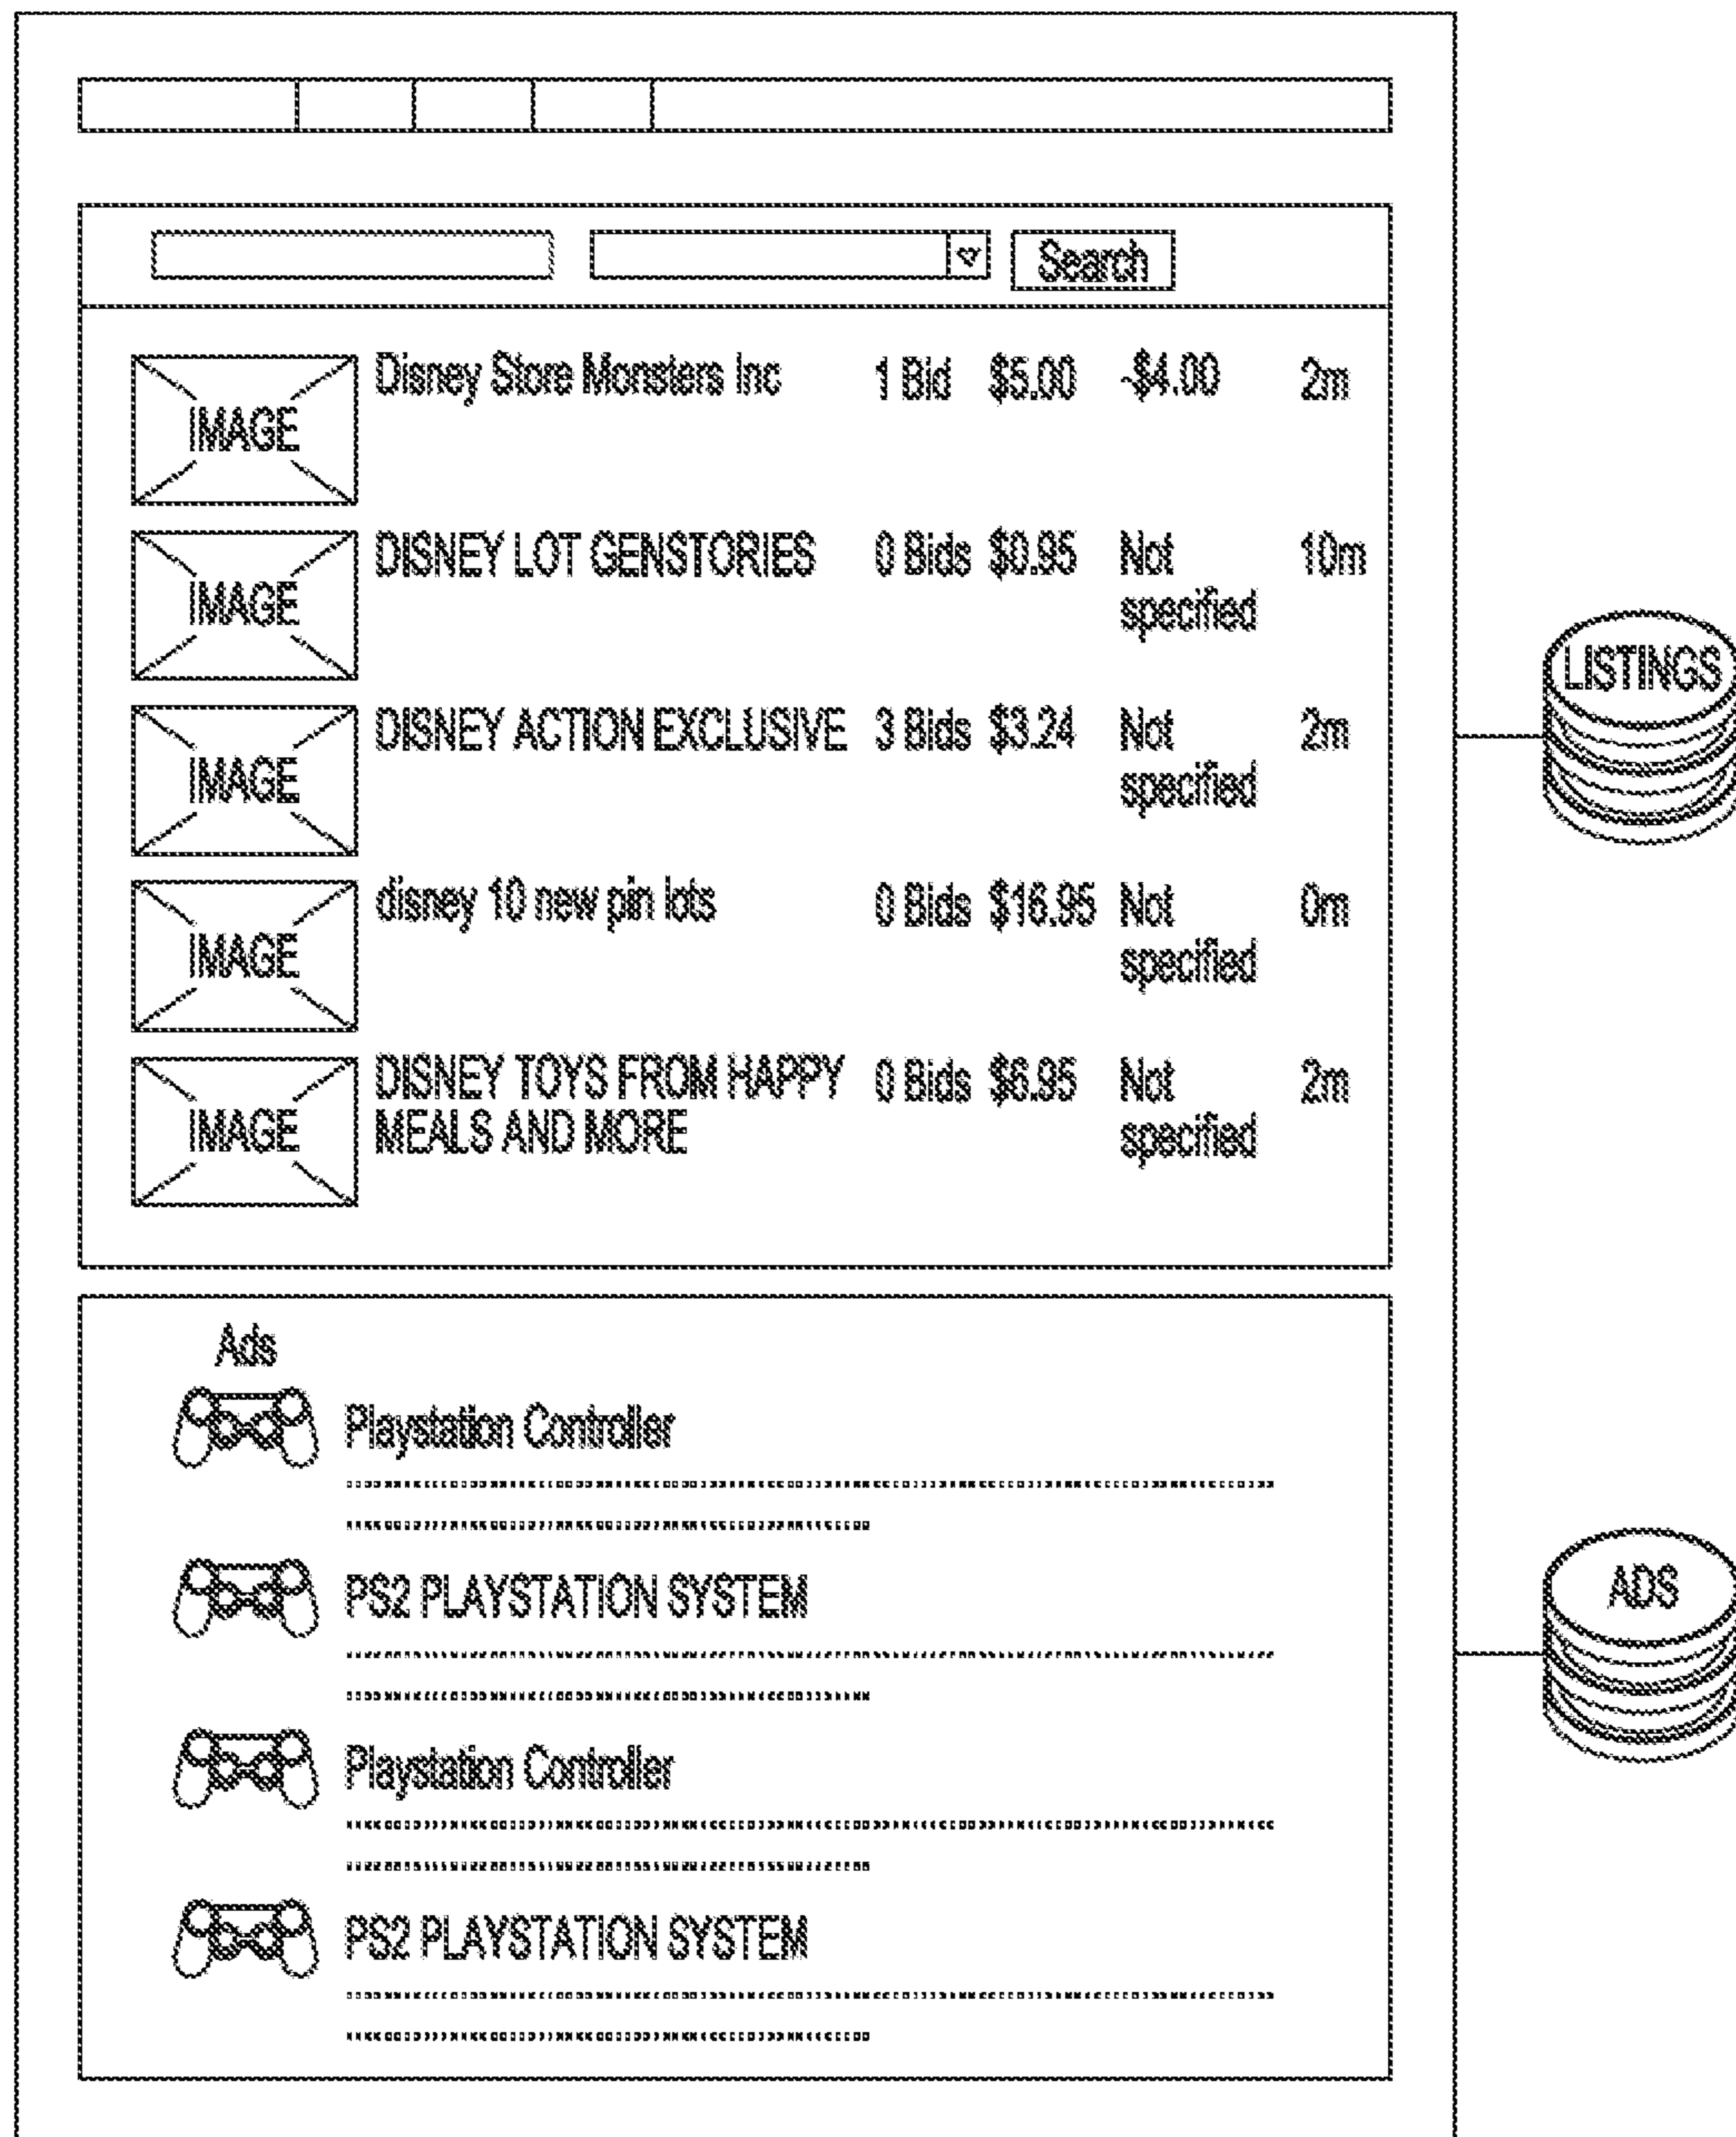 Search
IMAGE
Disney Store Monsters Inc 1 Bid $5.00 -$4.00 2m
IMAGE
DISNEY LOT GENSTORIES 0 Bids $0.95 Not 10m
specified
IMAGE
DISNEY ACTION EXCLUSIVE 3 Bids $3.24 Not 2m
specified
IMAGE
disney 10 new pin lots 0 Bids $16.95 Not 0m
specified
IMAGE
DISNEY TOYS FROM HAPPY 0 Bids $6.95 Not 2m
MEALS AND MORE specified
LISTINGS
Ads
Playstation Controller
PS2 PLAYSTATION SYSTEM
Playstation Controller
PS2 PLAYSTATION SYSTEM
ADS